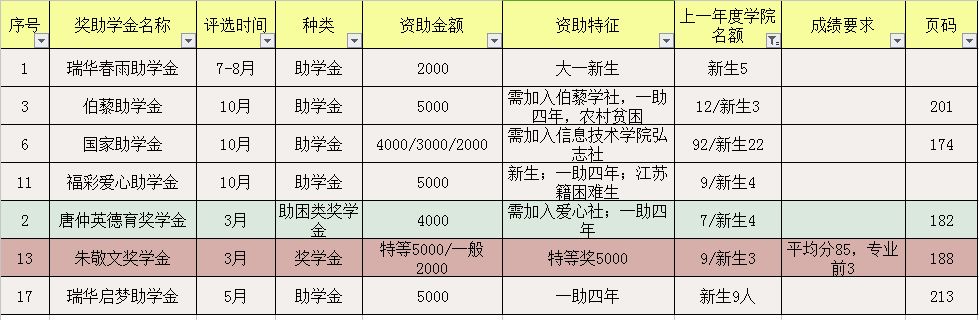 序号 奖助学金名称 评选时间 种类 资助金额 资助特征 上一年度学院名额 成绩要求 页码
1 瑞华春雨助学金 7-8月 助学金 2000 大一新生 新生5
3 伯藜助学金 10月 助学金 5000 需加入伯藜学社，一助四年，农村贫困 12/新生3 201
6 国家助学金 10月 助学金 4000/3000/2000 需加入信息技术学院弘志社 92/新生22 174
11 福彩爱心助学金 10月 助学金 5000 新生；一助四年；江苏籍困难生 9/新生4
2 唐仲英德育奖学金 3月 助困类奖学金 4000 需加入爱心社；一助四年 7/新生4 182
13 朱敬文奖学金 3月 奖学金 特等5000/一般2000 特等奖5000 9/新生3 平均分85，专业前3 188
17 瑞华启梦助学金 5月 助学金 5000 一助四年 新生9人 213